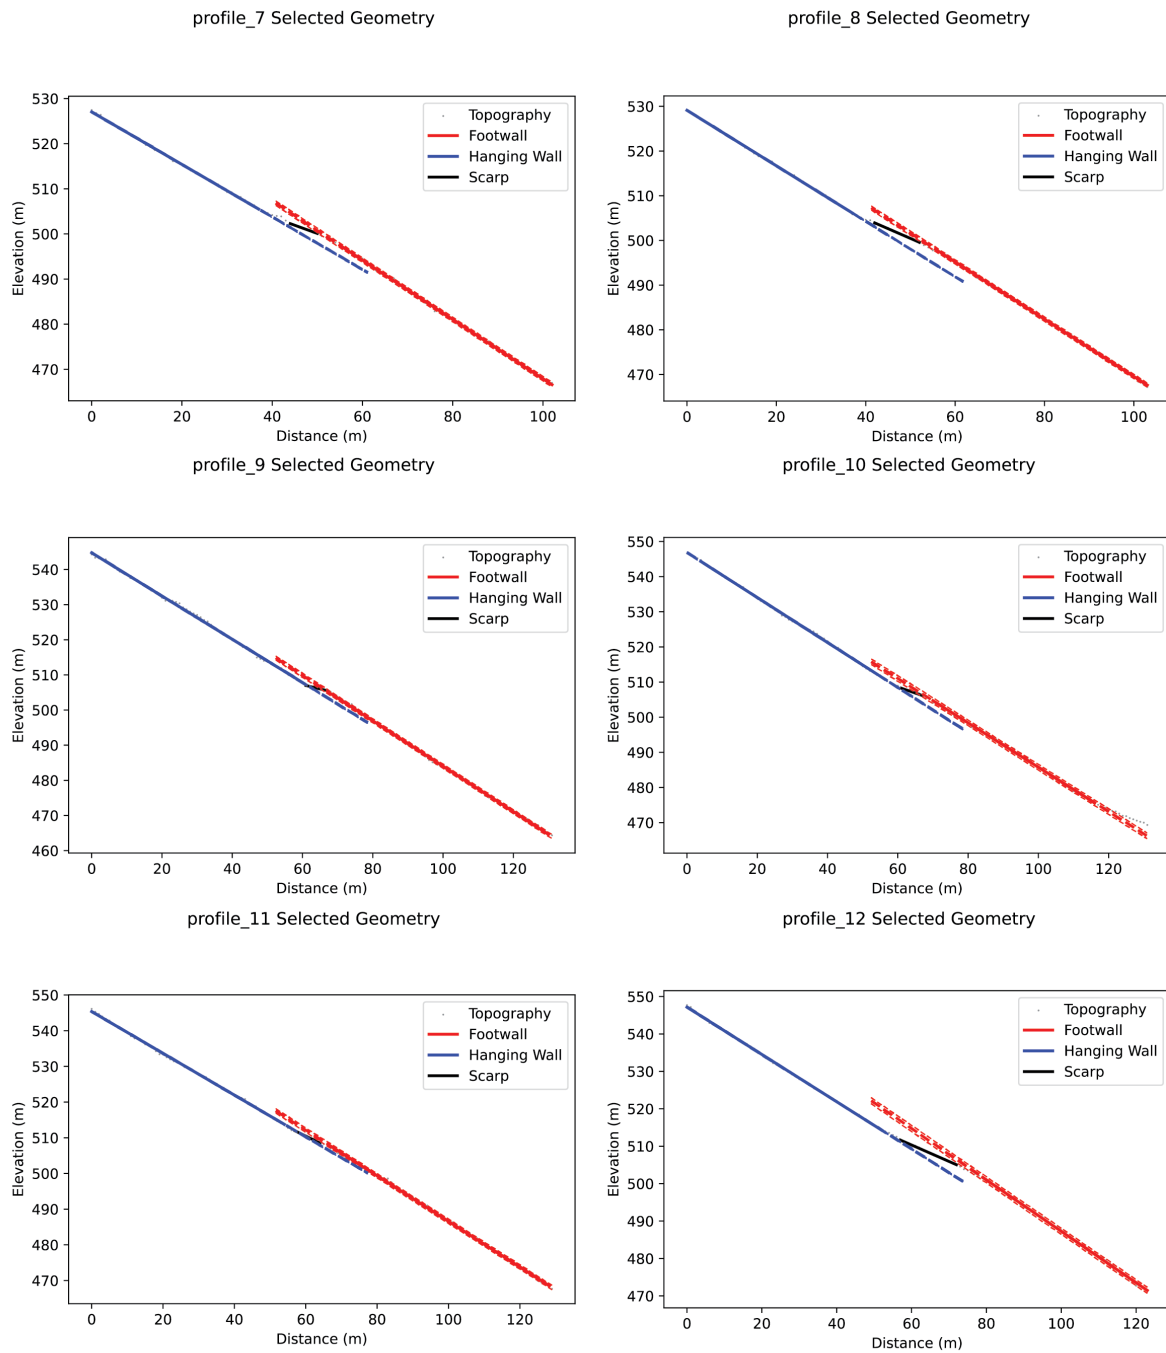 profile_7 Selected Geometry
530
520
510
500
490
480
470
Elevation (m)
0 20 40 60 80 100
Distance (m)
Topography
Footwall
Hanging Wall
Scarp
profile_8 Selected Geometry
530
520
510
500
490
480
470
Elevation (m)
0 20 40 60 80 100
Distance (m)
Topography
Footwall
Hanging Wall
Scarp
profile_9 Selected Geometry
540
530
520
510
500
490
480
470
460
Elevation (m)
0 20 40 60 80 100 120
Distance (m)
Topography
Footwall
Hanging Wall
Scarp
profile_10 Selected Geometry
550
540
530
520
510
500
490
480
470
Elevation (m)
0 20 40 60 80 100 120
Distance (m)
Topography
Footwall
Hanging Wall
Scarp
profile_11 Selected Geometry
550
540
530
520
510
500
490
480
470
Elevation (m)
0 20 40 60 80 100 120
Distance (m)
Topography
Footwall
Hanging Wall
Scarp
profile_12 Selected Geometry
550
540
530
520
510
500
490
480
470
Elevation (m)
0 20 40 60 80 100 120
Distance (m)
Topography
Footwall
Hanging Wall
Scarp